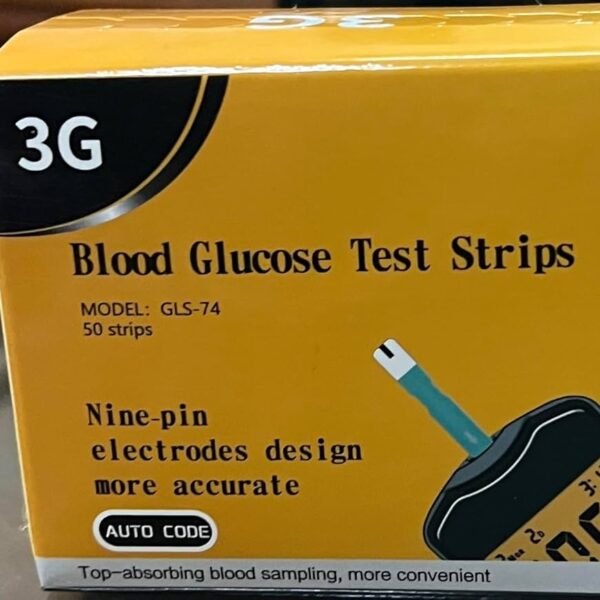 3G
3G
Blood Glucose Test Strips
MODEL: GLS-74
50 strips
Nine-pin
electrodes design
more accurate
AUTO CODE
Top-absorbing blood sampling, more convenient